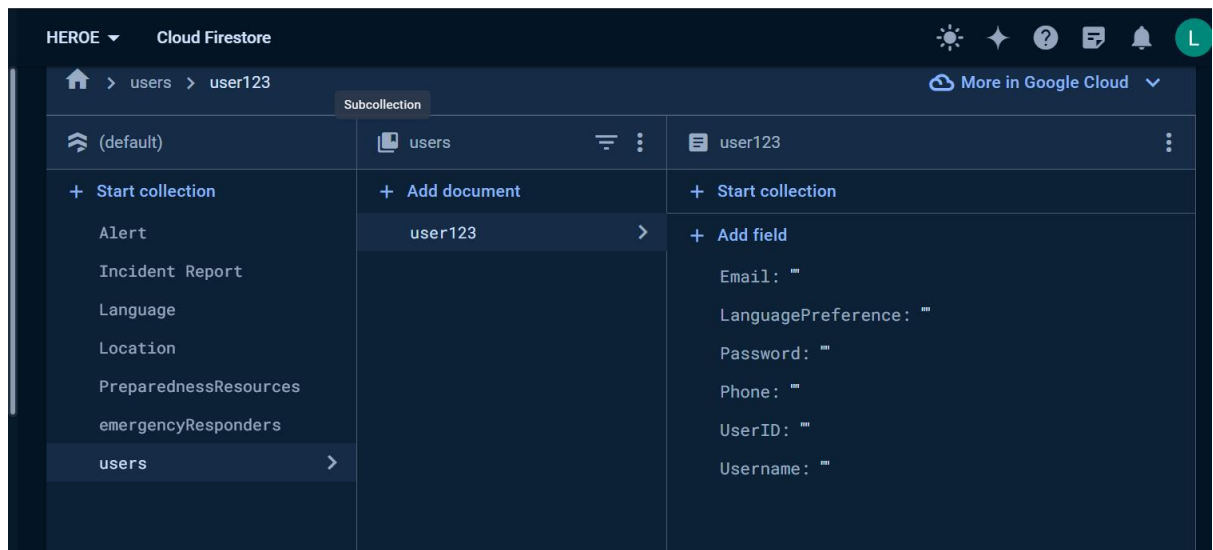 HEROE Cloud Firestore L
users > user123 More in Google Cloud
Subcollection
(default)
+ Start collection
Alert
Incident Report
Language
Location
PreparednessResources
emergencyResponders
users
users
+ Add document
user123
user123
+ Start collection
+ Add field
Email: ""
LanguagePreference: ""
Password: ""
Phone: ""
UserID: ""
Username: ""